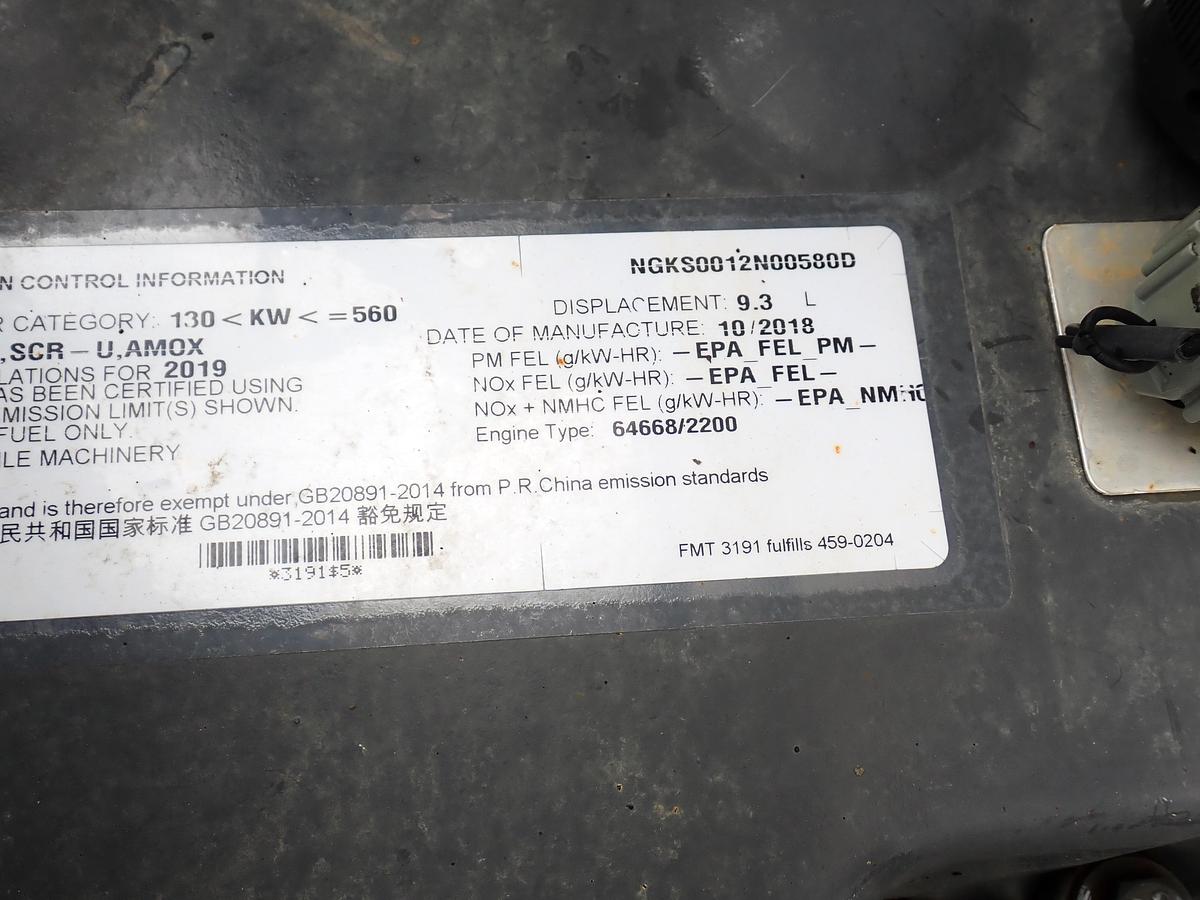 N CONTROL INFORMATION
NGKS0012N00580D
R CATEGORY: 130 < KW < = 560
DISPLACEMENT: 9.3 L
,SCR – U,AMOX
DATE OF MANUFACTURE: 10/2018
LATIONS FOR 2019
PM FEL (g/kW-HR): –EPA_FEL_PM–
AS BEEN CERTIFIED USING
NOx FEL (g/kW-HR): –EPA_FEL–
MISSION LIMIT(S) SHOWN.
NOx + NMHC FEL (g/kW-HR): –EPA_NMHC
FUEL ONLY.
Engine Type: 64668/2200
ILE MACHINERY
and is therefore exempt under GB20891-2014 from P.R.China emission standards
民共和国国家标准 GB20891-2014 豁免规定
*3191$5*
FMT 3191 fulfills 459-0204